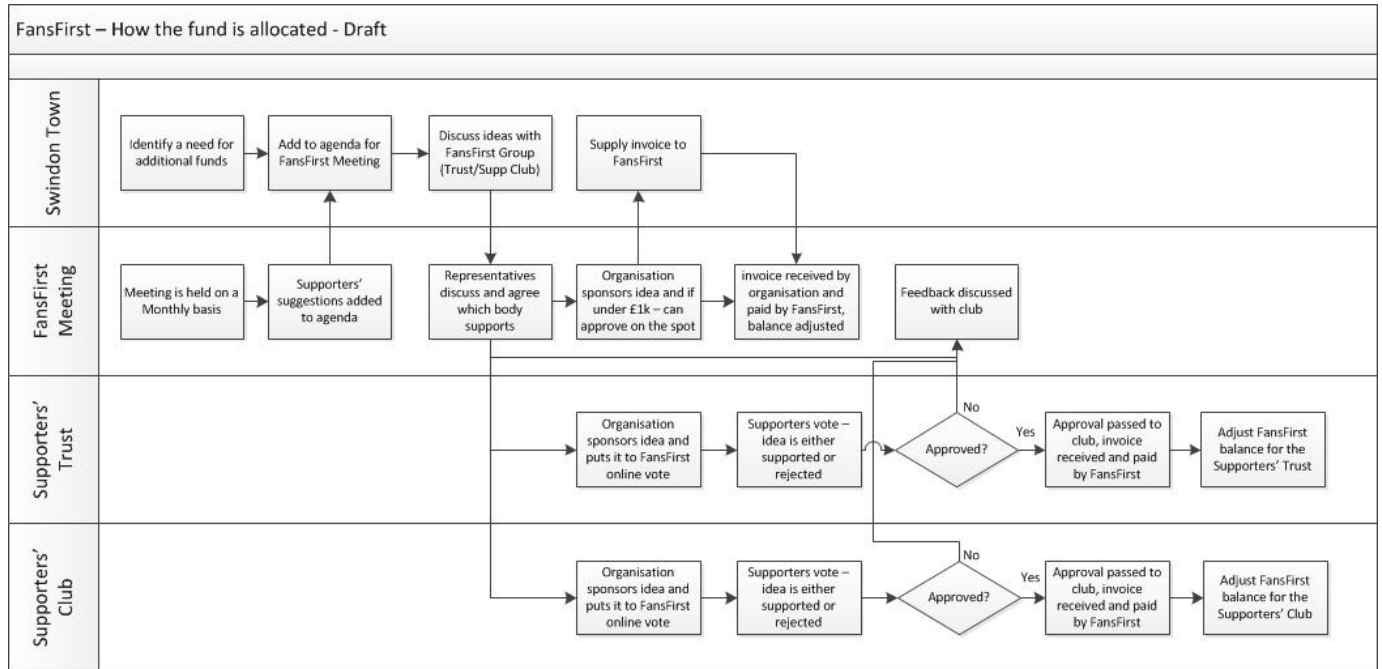 FansFirst – How the fund is allocated - Draft
Swindon Town
Identify a need for
additional funds
Add to agenda for
FansFirst Meeting
Discuss ideas with
FansFirst Group
(Trust/Supp Club)
Supply invoice to
FansFirst
FansFirst
Meeting
Meeting is held on a
Monthly basis
Supporters'
suggestions added
to agenda
Representatives
discuss and agree
which body
supports
Organisation
sponsors idea and if
under £1k – can
approve on the spot
invoice received by
organisation and
paid by FansFirst,
balance adjusted
Feedback discussed
with club
Supporters'
Trust
Organisation
sponsors idea and
puts it to FansFirst
online vote
Supporters vote –
idea is either
supported or
rejected
Approved?
No
Yes
Approval passed to
club, invoice
received and paid
by FansFirst
Adjust FansFirst
balance for the
Supporters' Trust
Supporters'
Club
Organisation
sponsors idea and
puts it to FansFirst
online vote
Supporters vote –
idea is either
supported or
rejected
Approved?
No
Yes
Approval passed to
club, invoice
received and paid
by FansFirst
Adjust FansFirst
balance for the
Supporters' Club